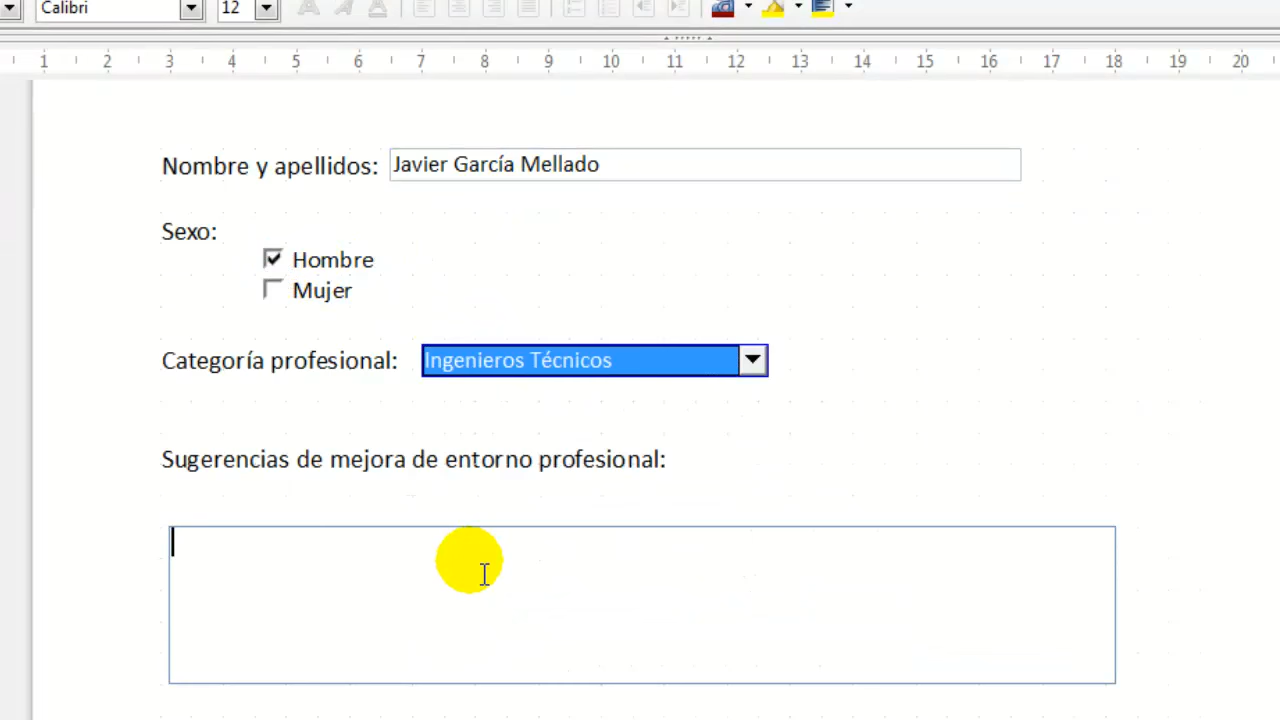 Calibri 12
1 2 3 4 5 6 7 8 9 10 11 12 13 14 15 16 17 18 19 20
Nombre y apellidos: Javier García Mellado
Sexo:
Hombre
Mujer
Categoría profesional: Ingenieros Técnicos
Sugerencias de mejora de entorno profesional: